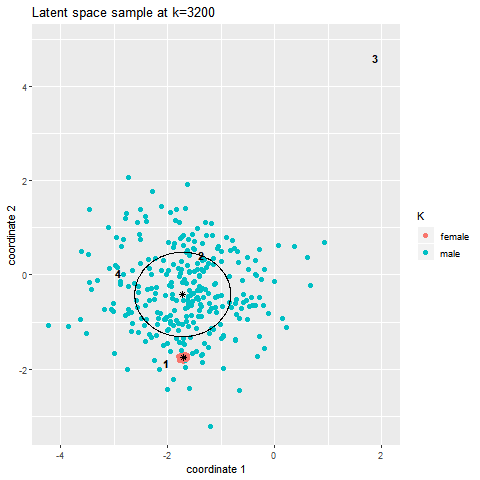 Latent space sample at k=3200
3
4
2
0
-2
2
4
1
-4
-2
0
2
coordinate 1
coordinate 2
K
female
male